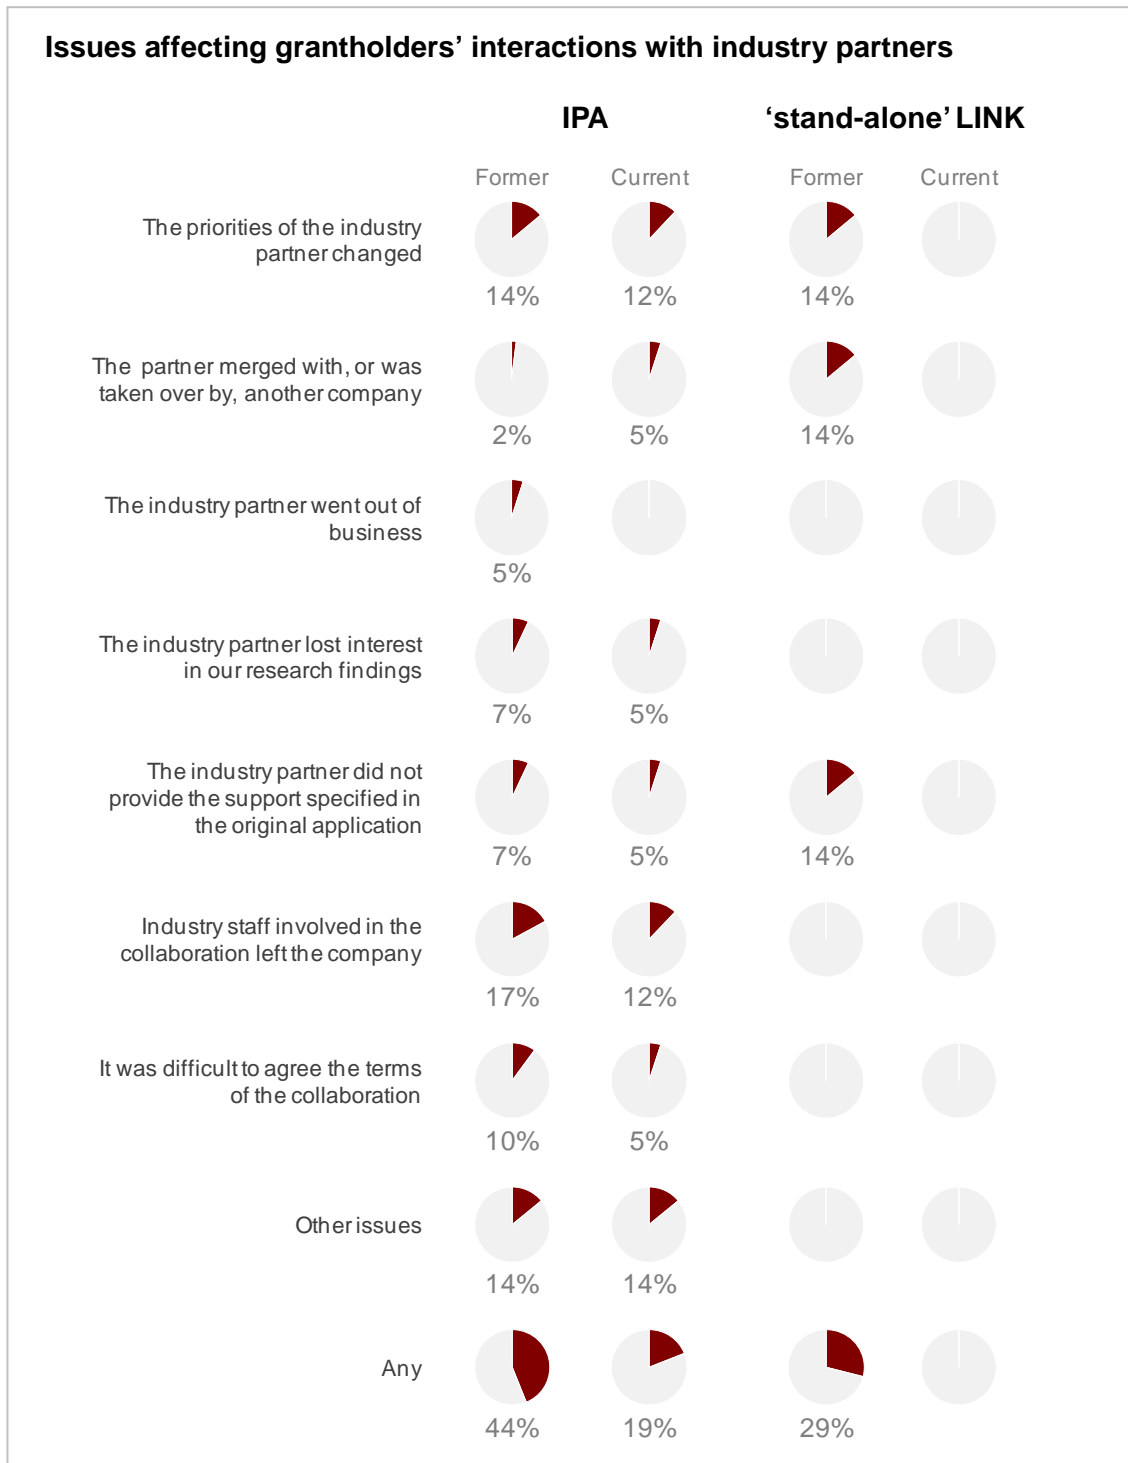 Issues affecting grantholders’ interactions with industry partners
IPA ‘stand-alone’ LINK
Former Current Former Current
The priorities of the industry
partner changed
14% 12% 14%
The partner merged with, or was
taken over by, another company
2% 5% 14%
The industry partner went out of
business
5%
The industry partner lost interest
in our research findings
7% 5%
The industry partner did not
provide the support specified in
the original application
7% 5% 14%
Industry staff involved in the
collaboration left the company
17% 12%
It was difficult to agree the terms
of the collaboration
10% 5%
Other issues
14% 14%
Any
44% 19% 29%